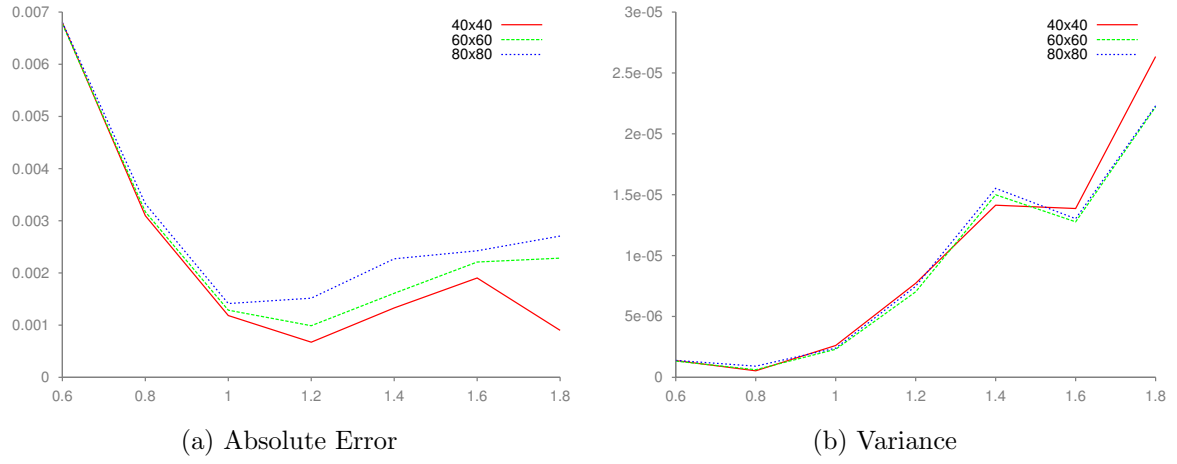 0.007
0.006
0.005
0.004
0.003
0.002
0.001
0
0.6 0.8 1 1.2 1.4 1.6 1.8
40x40
60x60
80x80
(a) Absolute Error
3e-05
2.5e-05
2e-05
1.5e-05
1e-05
5e-06
0
0.6 0.8 1 1.2 1.4 1.6 1.8
40x40
60x60
80x80
(b) Variance